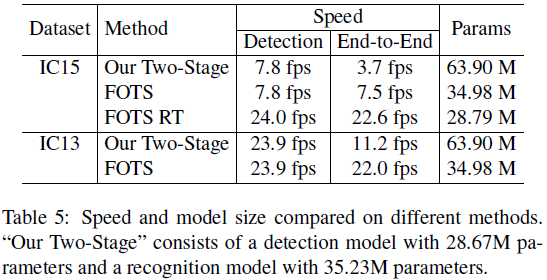 Dataset Method Speed Params
Detection End-to-End
IC15 Our Two-Stage 7.8 fps 3.7 fps 63.90 M
FOTS 7.8 fps 7.5 fps 34.98 M
FOTS RT 24.0 fps 22.6 fps 28.79 M
IC13 Our Two-Stage 23.9 fps 11.2 fps 63.90 M
FOTS 23.9 fps 22.0 fps 34.98 M
Table 5: Speed and model size compared on different methods.
“Our Two-Stage” consists of a detection model with 28.67M pa-
rameters and a recognition model with 35.23M parameters.